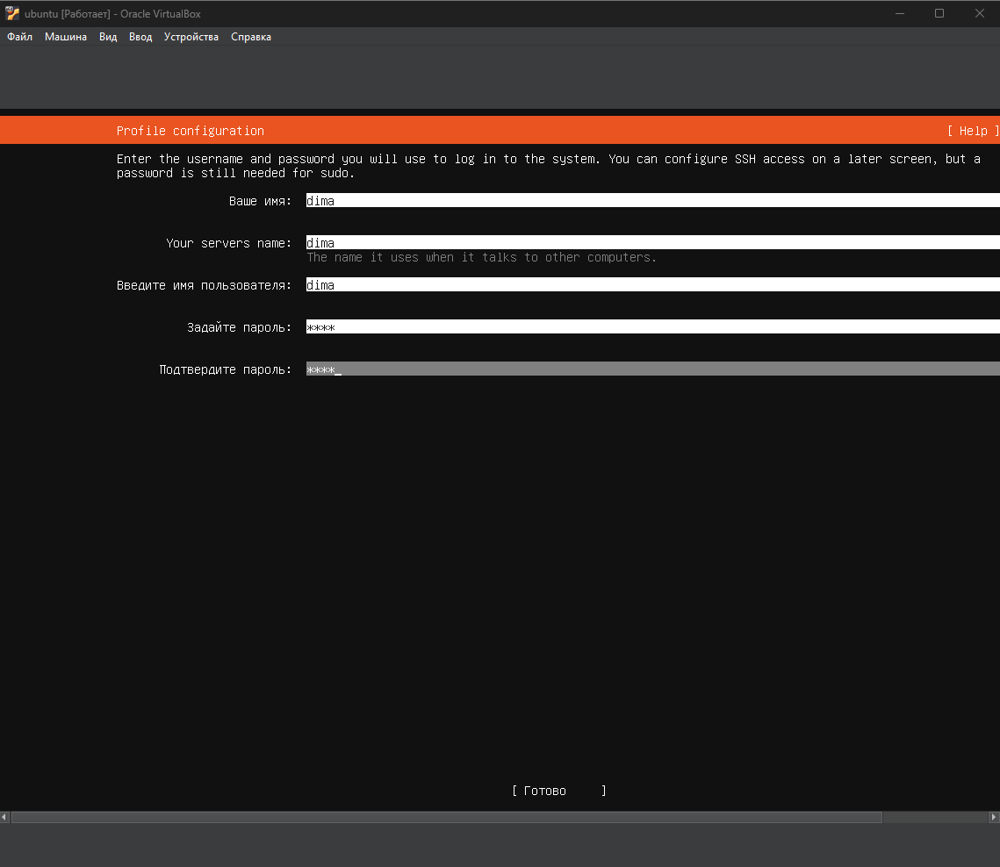 ubuntu [Работает] - Oracle VirtualBox
Файл Машина Вид Ввод Устройства Справка
Profile configuration [ Help ]
Enter the username and password you will use to log in to the system. You can configure SSH access on a later screen, but a
password is still needed for sudo.
Ваше имя: dima
Your servers name: dima
The name it uses when it talks to other computers.
Введите имя пользователя: dima
Задайте пароль: ****
Подтвердите пароль: ****_
[ Готово ]